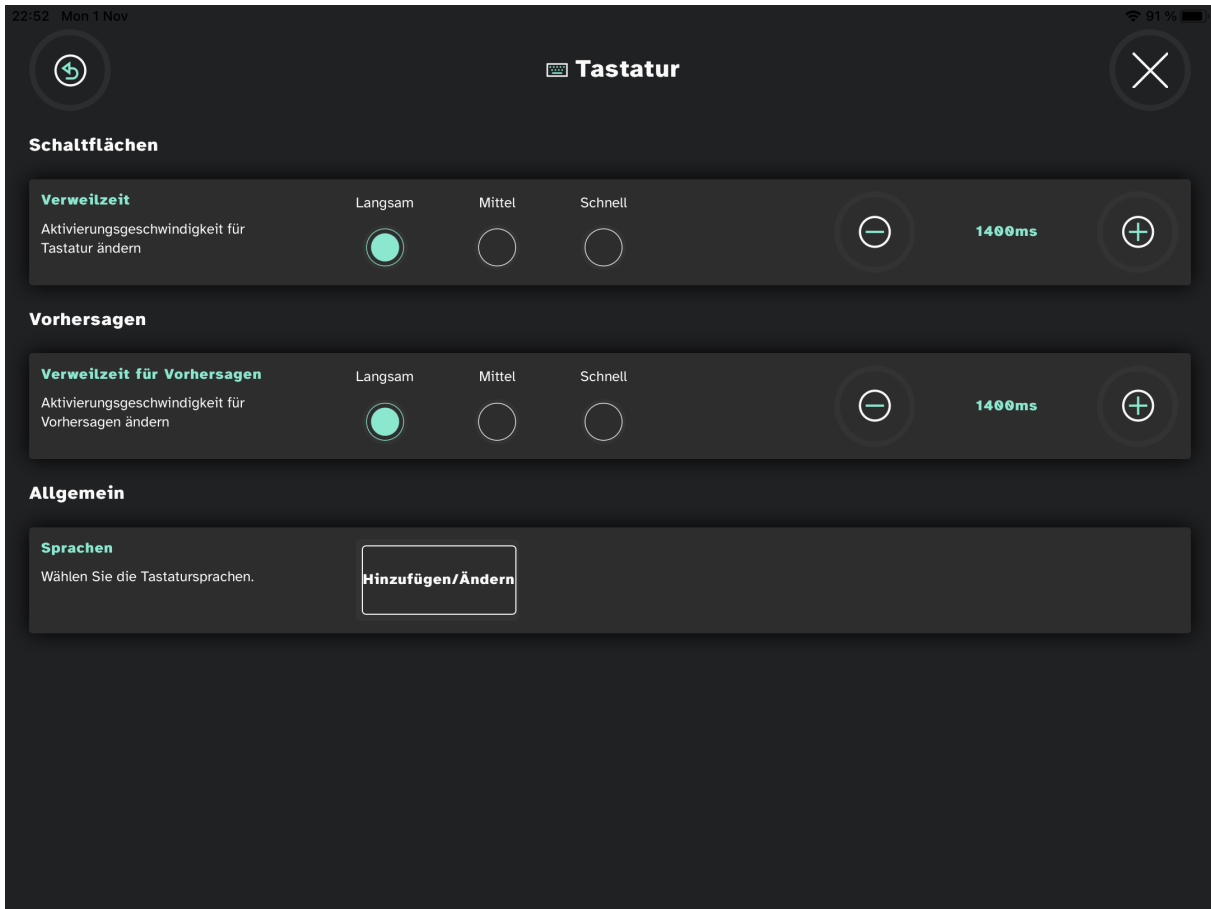 22:52 Mon 1 Nov
91 %
Tastatur
Schaltflächen
Verweilzeit
Aktivierungsgeschwindigkeit für
Tastatur ändern
Langsam Mittel Schnell
1400ms
Vorhersagen
Verweilzeit für Vorhersagen
Aktivierungsgeschwindigkeit für
Vorhersagen ändern
Langsam Mittel Schnell
1400ms
Allgemein
Sprachen
Wählen Sie die Tastatursprachen.
Hinzufügen/Ändern